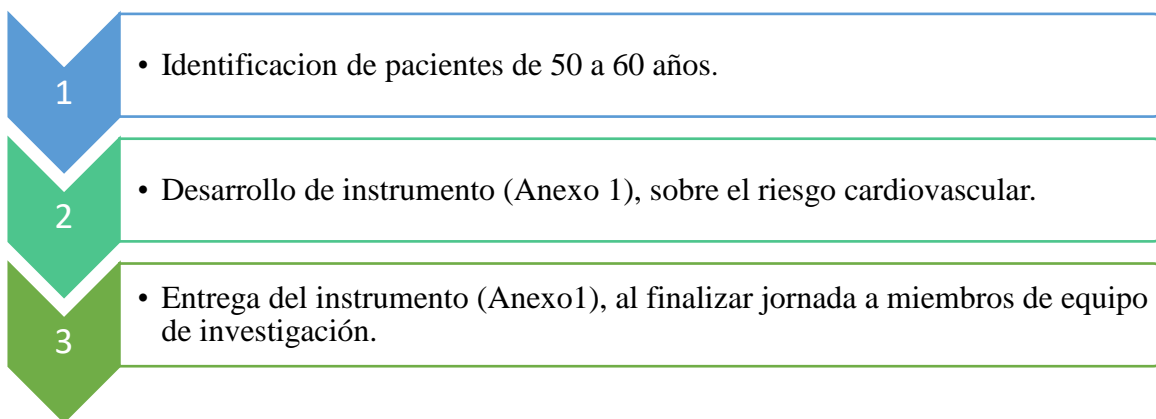 1
• Identificacion de pacientes de 50 a 60 años.
2
• Desarrollo de instrumento (Anexo 1), sobre el riesgo cardiovascular.
3
• Entrega del instrumento (Anexo1), al finalizar jornada a miembros de equipo
de investigación.